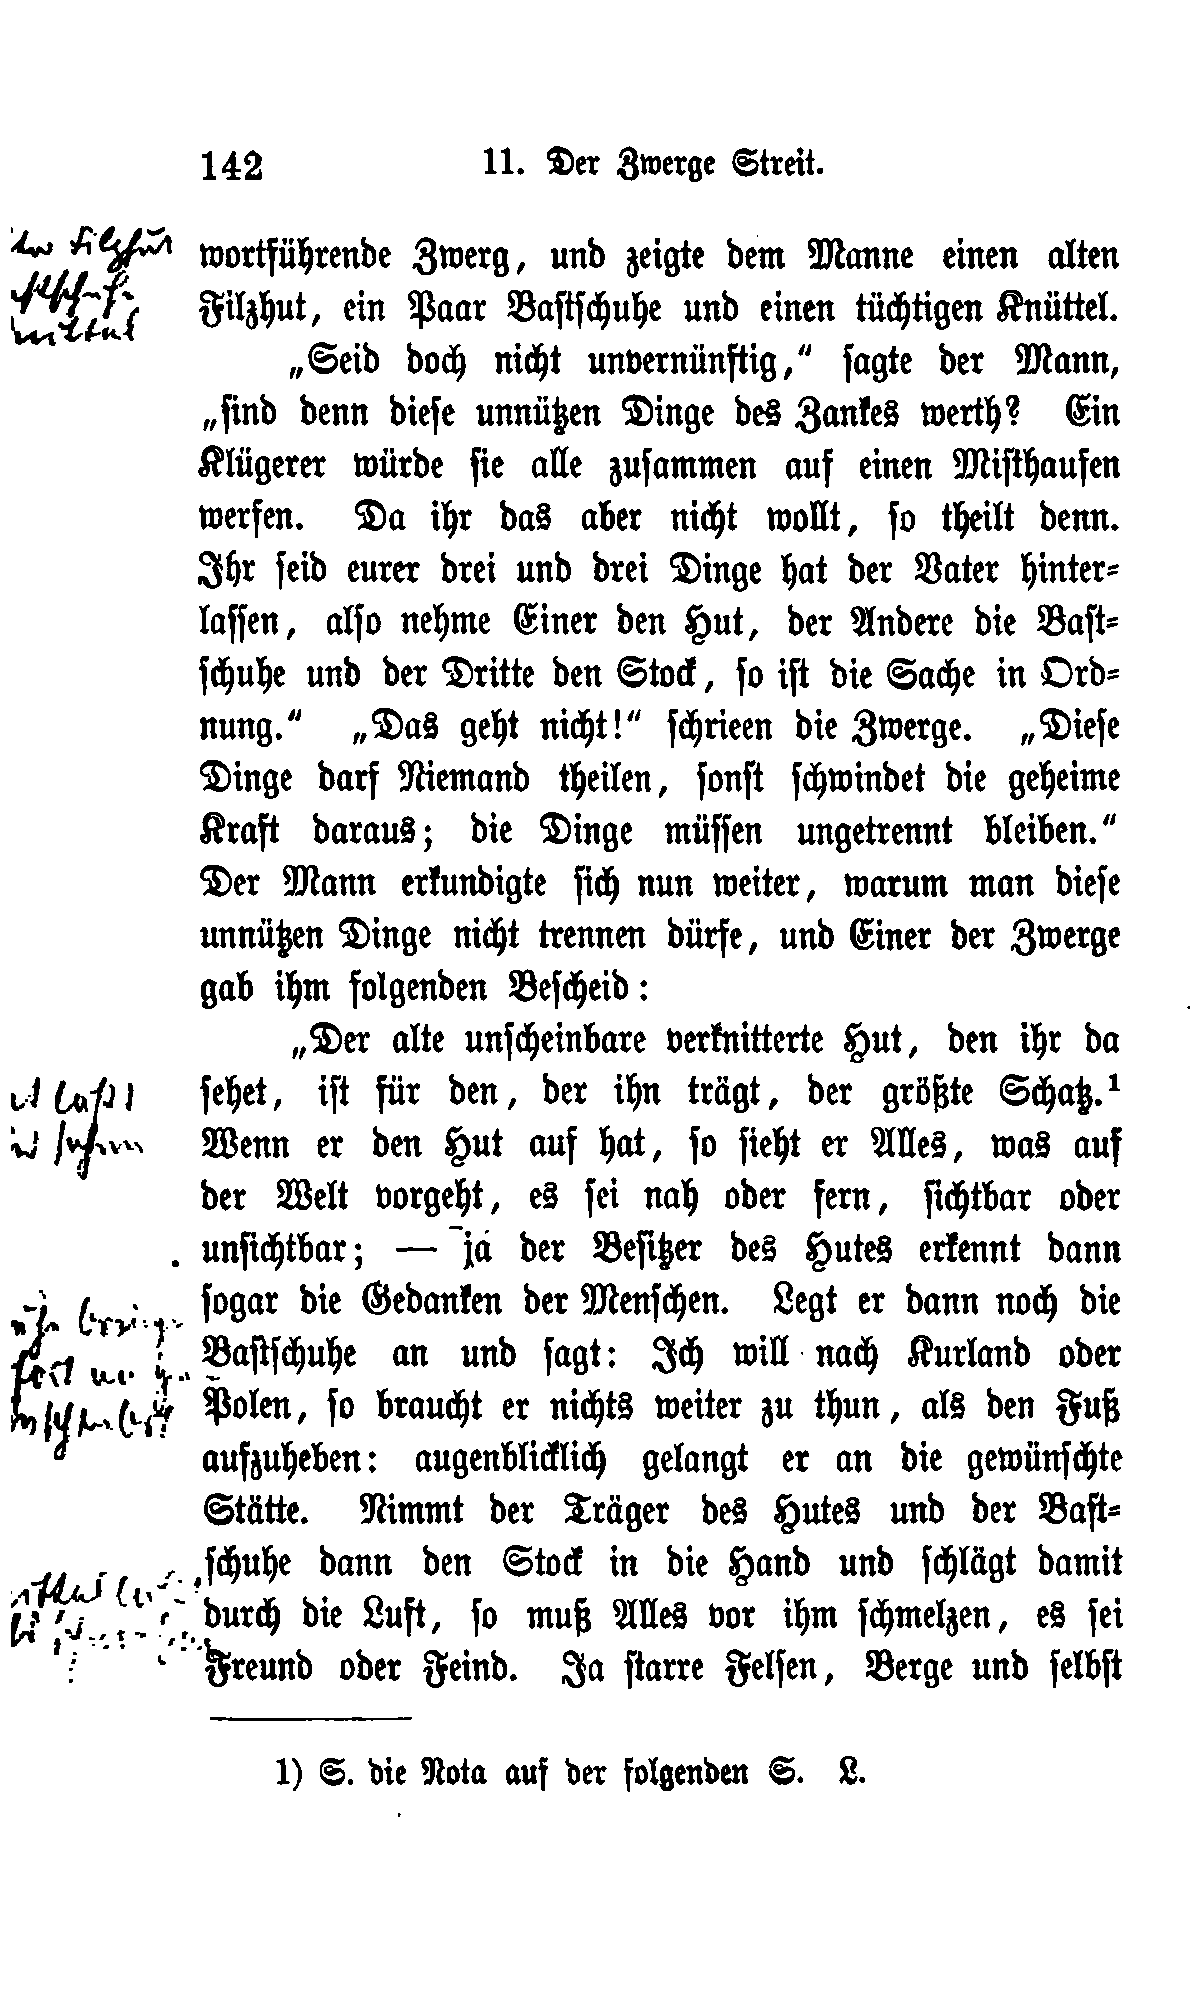 142 11. Der Zwerge Streit.
wortführende Zwerg, und zeigte dem Manne einen alten
Filzhut, ein Paar Bastschuhe und einen tüchtigen Knüttel.
„Seid doch nicht unvernünftig,“ sagte der Mann,
„sind denn diese unnützen Dinge des Zankes werth? Ein
Klügerer würde sie alle zusammen auf einen Misthaufen
werfen. Da ihr das aber nicht wollt, so theilt denn.
Ihr seid eurer drei und drei Dinge hat der Vater hinter-
lassen, also nehme Einer den Hut, der Andere die Bast-
schuhe und der Dritte den Stock, so ist die Sache in Ord-
nung.“ „Das geht nicht!“ schrieen die Zwerge. „Diese
Dinge darf Niemand theilen, sonst schwindet die geheime
Kraft daraus; die Dinge müssen ungetrennt bleiben.“
Der Mann erkundigte sich nun weiter, warum man diese
unnützen Dinge nicht trennen dürfe, und Einer der Zwerge
gab ihm folgenden Bescheid:
„Der alte unscheinbare verknitterte Hut, den ihr da
sehet, ist für den, der ihn trägt, der größte Schatz.¹
Wenn er den Hut auf hat, so sieht er Alles, was auf
der Welt vorgeht, es sei nah oder fern, sichtbar oder
unsichtbar; — ja der Besitzer des Hutes erkennt dann
sogar die Gedanken der Menschen. Legt er dann noch die
Bastschuhe an und sagt: Ich will nach Kurland oder
Polen, so braucht er nichts weiter zu thun, als den Fuß
aufzuheben: augenblicklich gelangt er an die gewünschte
Stätte. Nimmt der Träger des Hutes und der Bast-
schuhe dann den Stock in die Hand und schlägt damit
durch die Luft, so muß Alles vor ihm schmelzen, es sei
Freund oder Feind. Ja starre Felsen, Berge und selbst
1) S. die Nota auf der folgenden S. L.